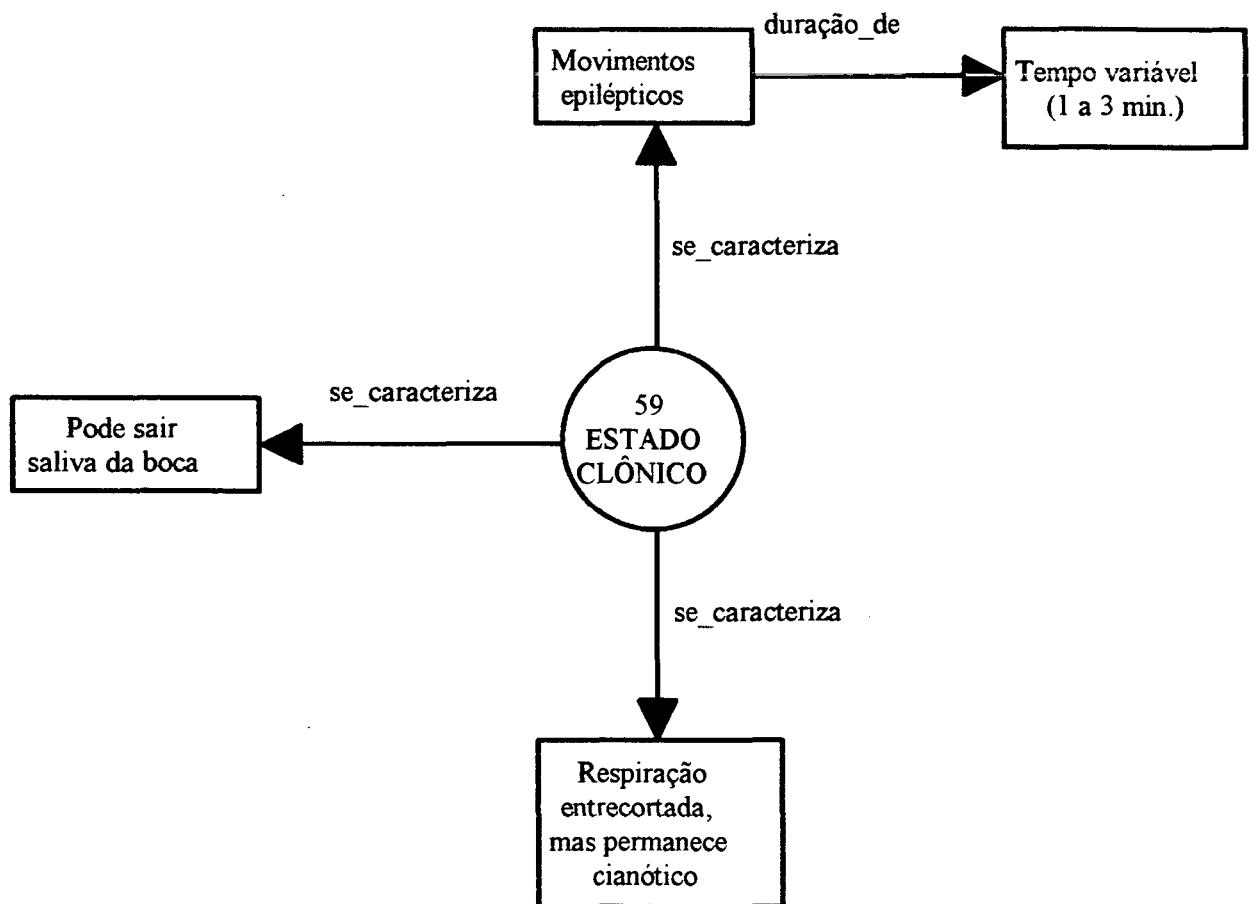 duração_de
Movimentos
epilépticos
Tempo variável
(1 a 3 min.)
se_caracteriza
se_caracteriza
Pode sair
saliva da boca
59
ESTADO
CLÔNICO
se_caracteriza
Respiração
entrecortada,
mas permanece
cianótico